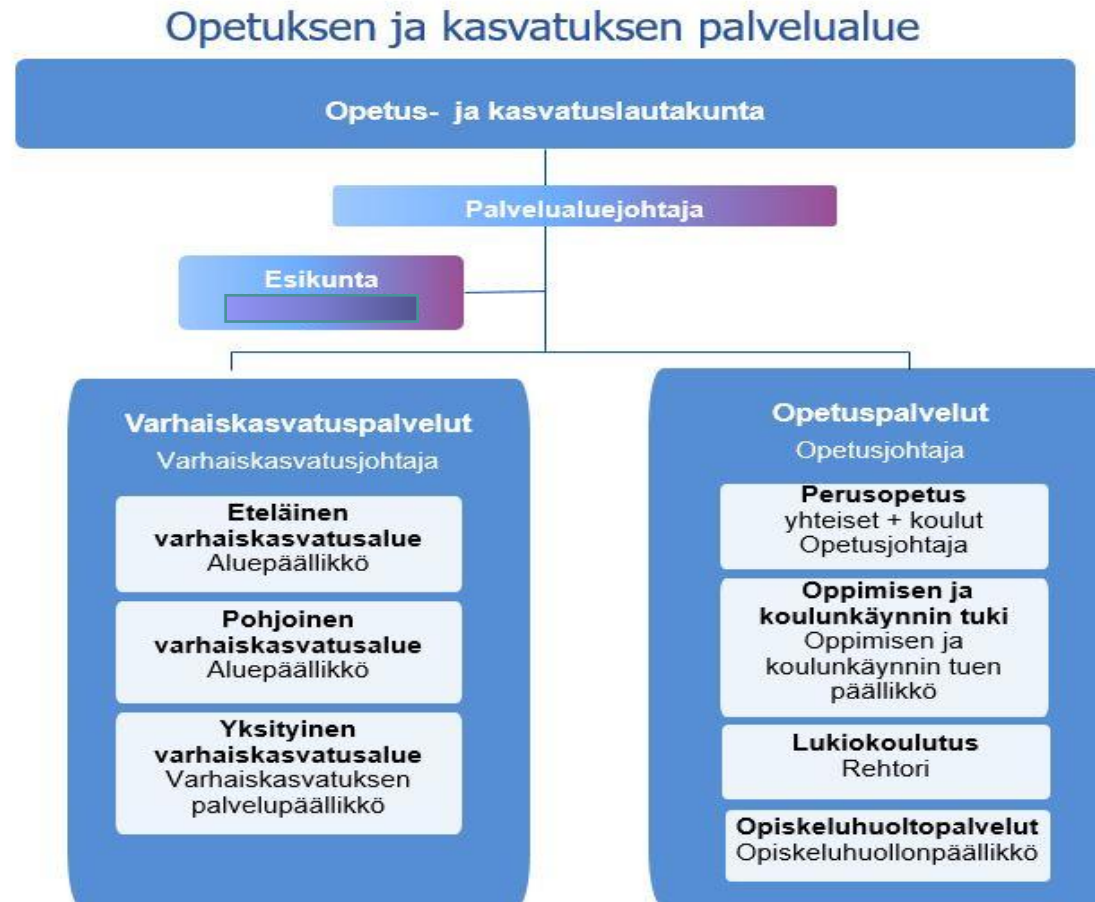 Opetuksen ja kasvatuksen palvelualue
Opetus- ja kasvatuslautakunta
Palvelualuejohtaja
Esikunta
Varhaiskasvatuspalvelut
Varhaiskasvatusjohtaja
Eteläinen
varhaiskasvatusalue
Aluepäällikkö
Pohjoinen
varhaiskasvatusalue
Aluepäällikkö
Yksityinen
varhaiskasvatusalue
Varhaiskasvatuksen
palvelupäällikkö
Opetuspalvelut
Opetusjohtaja
Perusopetus
yhteiset + koulut
Opetusjohtaja
Oppimisen ja
koulunkäynnin tuki
Oppimisen ja
koulunkäynnin tuen
päällikkö
Lukiokoulutus
Rehtori
Opiskeluhuoltopalvelut
Opiskeluhuollonpäällikkö